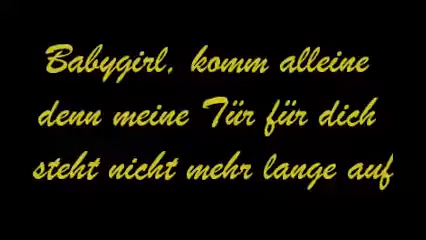 Babygirl, komm alleine
denn meine Tür für dich
steht nicht mehr lange auf